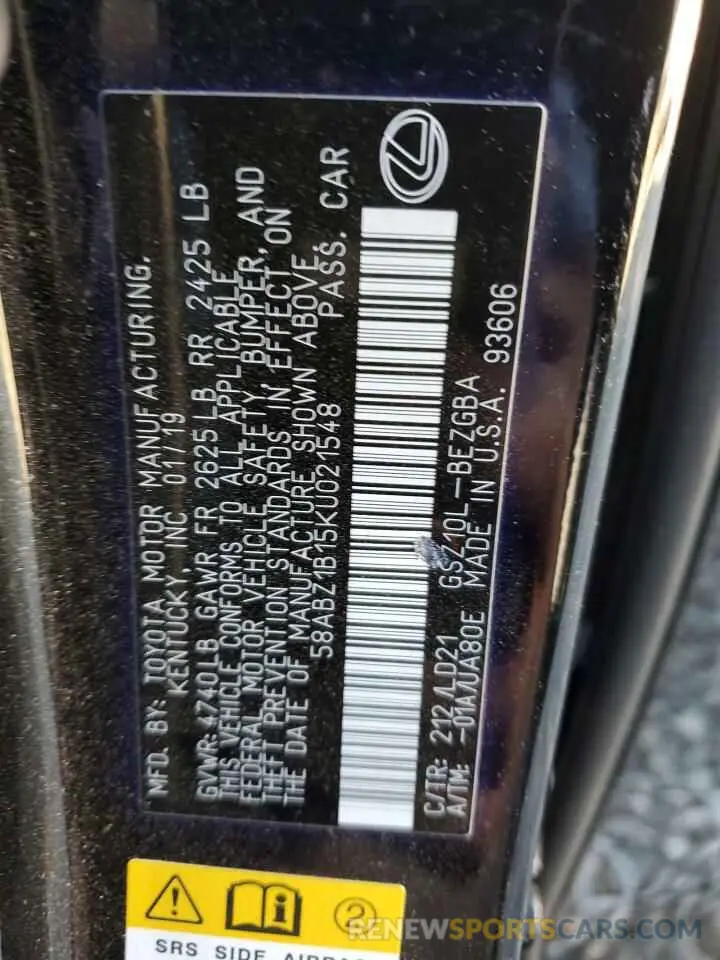 MFD. BY: TOYOTA MOTOR MANUFACTURING.
KENTUCKY, INC 01/19
GVWR: 4740LB GAWR FR 2625LB RR 2425 LB
THIS VEHICLE CONFORMS TO ALL APPLICABLE
FEDERAL MOTOR VEHICLE SAFETY, BUMPER, AND
THEFT PREVENTION STANDARDS IN EFFECT ON
THE DATE OF MANUFACTURE SHOWN ABOVE.
58ABZ1B15KU021548 PASS. CAR
C/TR: 212/LD21 GSZ10L-BEZGBA
A/TM: -01A/UA80E MADE IN U.S.A. 93606
2
SRS SIDE
RENEWSPORTSCARS.COM